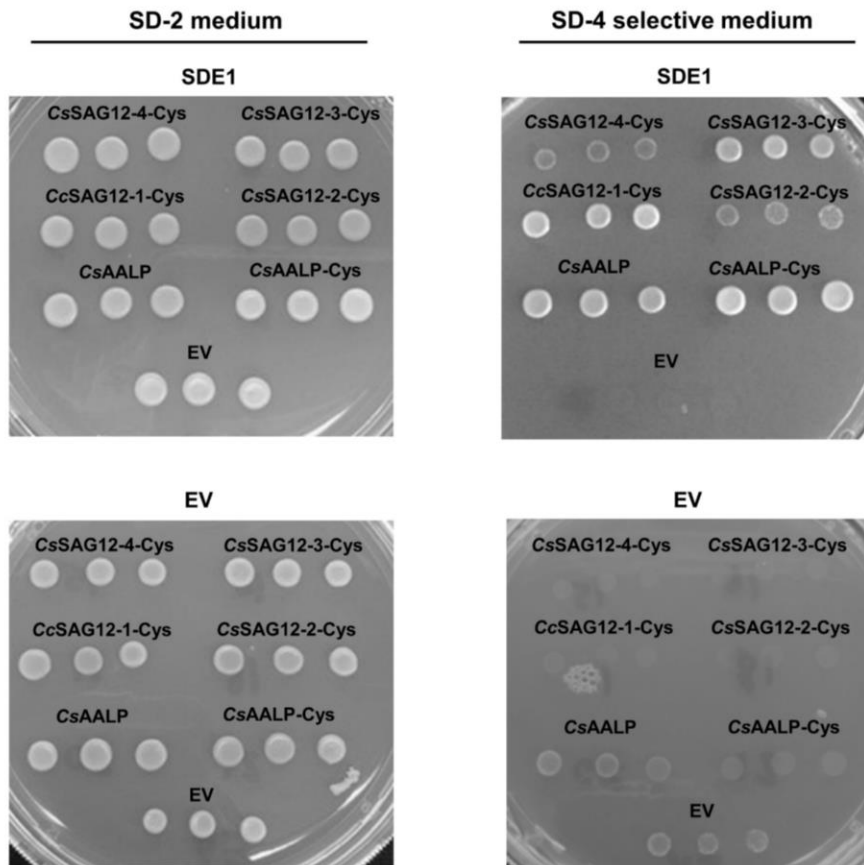 SD-2 medium
SD-4 selective medium
SDE1
SDE1
CsSAG12-4-Cys
CsSAG12-3-Cys
CcSAG12-1-Cys
CsSAG12-2-Cys
CsAALP
CsAALP-Cys
EV
CsSAG12-4-Cys
CsSAG12-3-Cys
CcSAG12-1-Cys
CsSAG12-2-Cys
CsAALP
CsAALP-Cys
EV
EV
EV
CsSAG12-4-Cys
CsSAG12-3-Cys
CcSAG12-1-Cys
CsSAG12-2-Cys
CsAALP
CsAALP-Cys
EV
CsSAG12-4-Cys
CsSAG12-3-Cys
CcSAG12-1-Cys
CsSAG12-2-Cys
CsAALP
CsAALP-Cys
EV